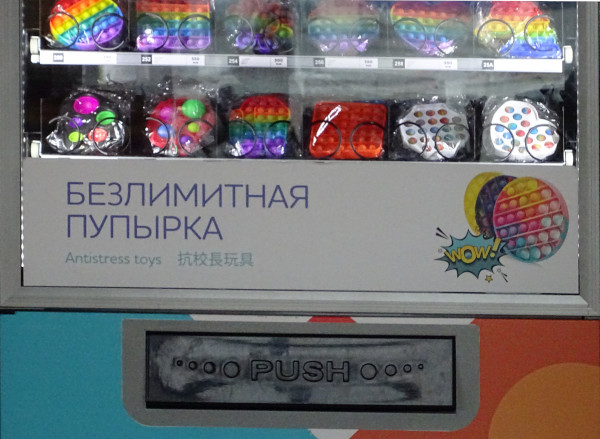 БЕЗЛИМИТНАЯ
ПУПЫРКА
Antistress toys 抗校長玩具
WOW!
PUSH